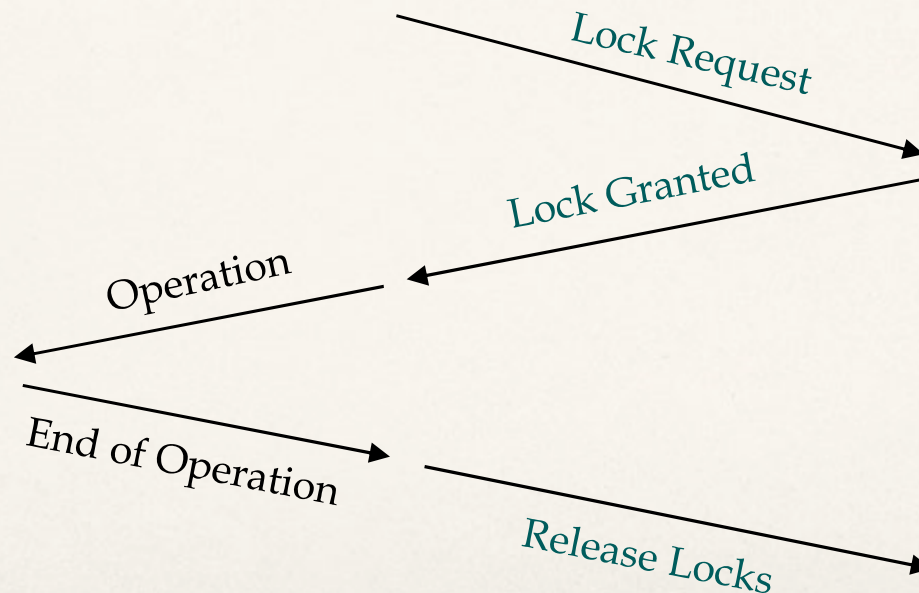 Lock Request
Lock Granted
Operation
End of Operation
Release Locks